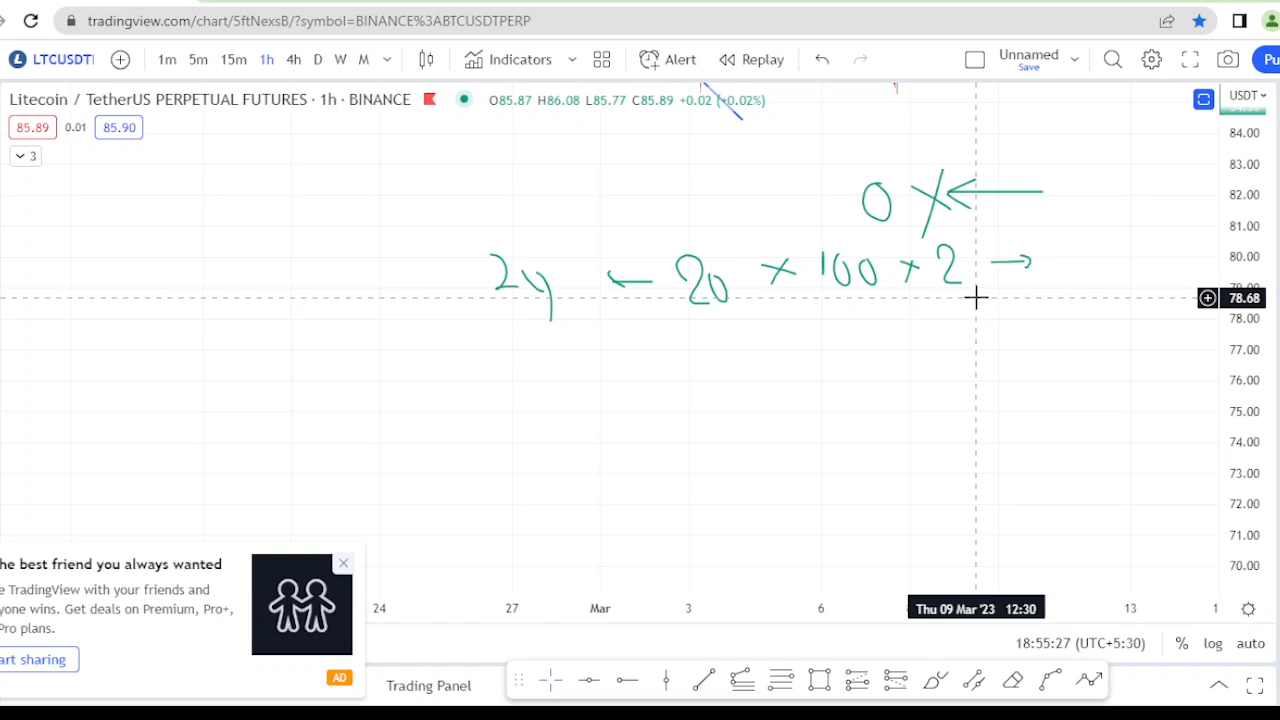 tradingview.com/chart/5ftNexsB/?symbol=BINANCE%3ABTCUSDTPERP
LTCUSDT 1m 5m 15m 1h 4h D W M Indicators Alert Replay Unnamed Save Pu
Litecoin / TetherUS PERPETUAL FUTURES · 1h · BINANCE O85.87 H86.08 L85.77 C85.89 +0.02 (+0.02%) USDT
85.89 0.01 85.90
3
84.00
83.00
82.00
81.00
80.00
78.68
78.00
77.00
76.00
75.00
74.00
73.00
72.00
71.00
70.00
0 X ←
24 ← 20 × 100 × 2 →
he best friend you always wanted
e TradingView with your friends and
yone wins. Get deals on Premium, Pro+,
Pro plans.
art sharing
AD
24 27 Mar 3 6 Thu 09 Mar '23 12:30 13 1
18:55:27 (UTC+5:30) % log auto
Trading Panel